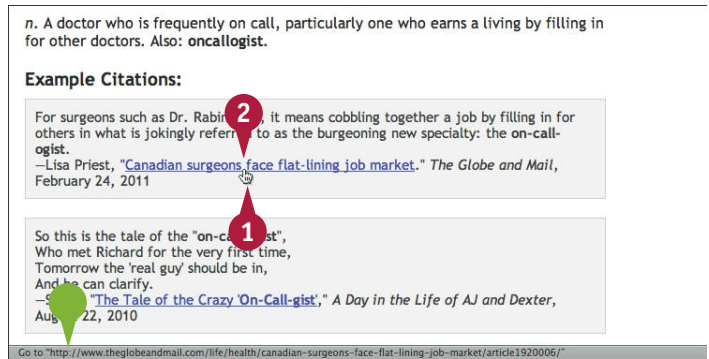 n. A doctor who is frequently on call, particularly one who earns a living by filling in
for other doctors. Also: oncallogist.
Example Citations:
For surgeons such as Dr. it means cobbling together a job by filling in for
others in what is jokingly to as the burgeoning new specialty: the on-call-
ogist.
—Lisa Priest, "Canadian surgeons face flat-lining job market." The Globe and Mail,
February 24, 2011
So this is the tale of the "
Who met Richard for the very first time,
Tomorrow the 'real guy' should be in,
And he can clarify.
"The Tale of the Crazy 'On-Call-gist'," A Day in the Life of AJ and Dexter,
22, 2010
Go to "http://www.theglobeandmail.com/life/health/canadian-surgeons-face-flat-lining-job-market/article1920006/"
2
1